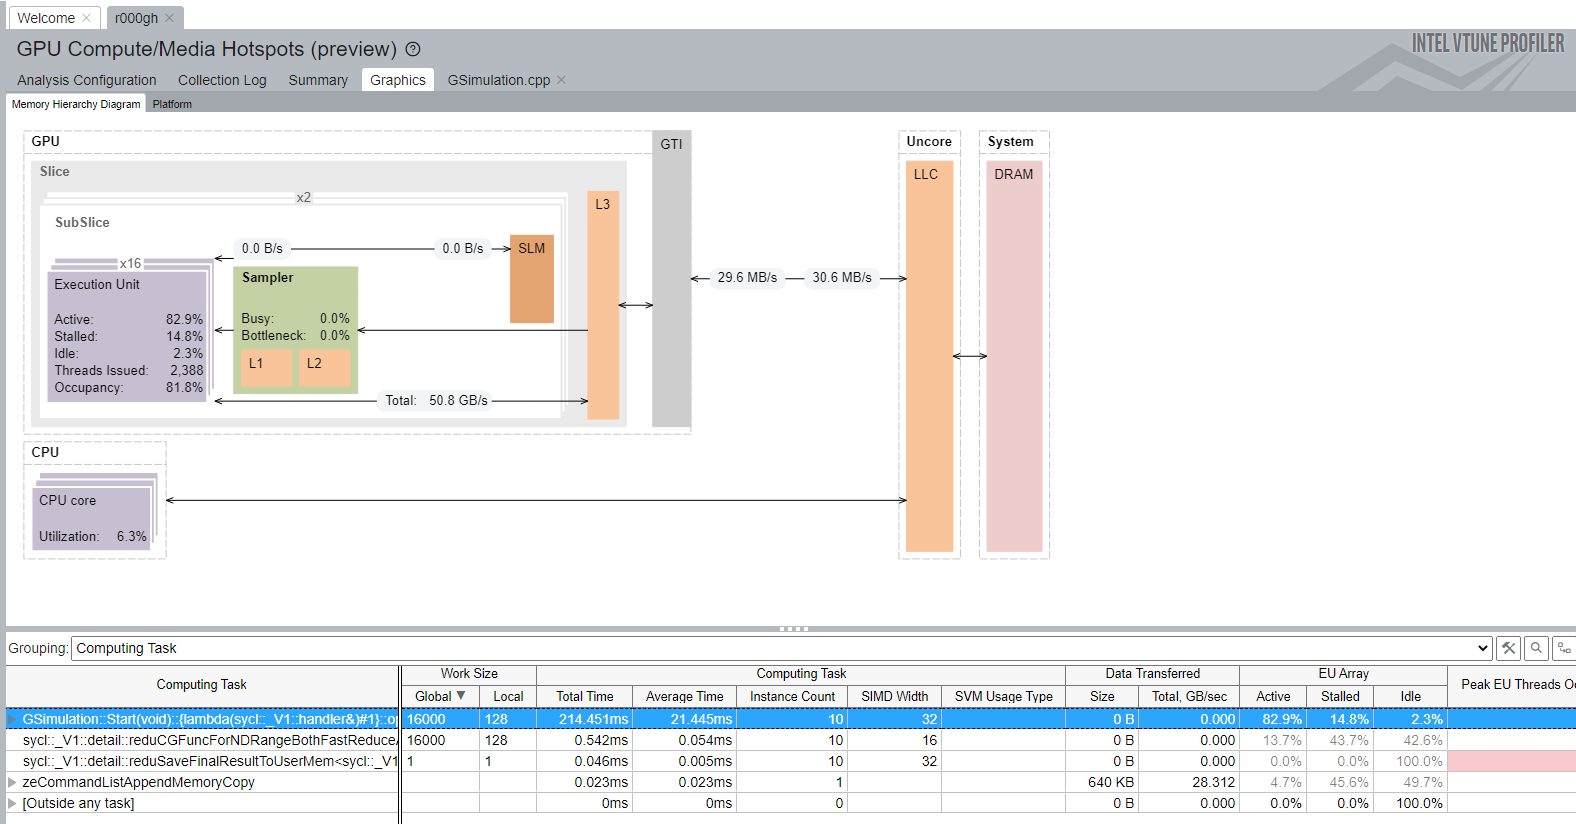 Welcome
r000gh
GPU Compute/Media Hotspots (preview)
INTEL VTUNE PROFILER
Analysis Configuration Collection Log Summary Graphics GSimulation.cpp
Memory Hierarchy Diagram Platform
GPU
GTI
Slice
x2
SubSlice
L3
0.0 B/s 0.0 B/s
SLM
x16
Execution Unit
Active: 82.9%
Stalled: 14.8%
Idle: 2.3%
Threads Issued: 2,388
Occupancy: 81.8%
Sampler
Busy: 0.0%
Bottleneck: 0.0%
L1 L2
Total: 50.8 GB/s
29.6 MB/s 30.6 MB/s
Uncore
LLC
System
DRAM
CPU
CPU core
Utilization: 6.3%
Grouping: Computing Task
Computing Task Work Size Computing Task Data Transferred EU Array Peak EU Threads Oc
Global Local Total Time Average Time Instance Count SIMD Width SVM Usage Type Size Total, GB/sec Active Stalled Idle
GSimulation::Start(void)::{lambda(sycl::_V1::handler&)#1}::op 16000 128 214.451ms 21.445ms 10 32 0 B 0.000 82.9% 14.8% 2.3%
sycl::_V1::detail::reduCGFuncForNDRangeBothFastReduceA 16000 128 0.542ms 0.054ms 10 16 0 B 0.000 13.7% 43.7% 42.6%
sycl::_V1::detail::reduSaveFinalResultToUserMem<sycl::_V1 1 1 0.046ms 0.005ms 10 32 0 B 0.000 0.0% 0.0% 100.0%
zeCommandListAppendMemoryCopy 0.023ms 0.023ms 1 640 KB 28.312 4.7% 45.6% 49.7%
[Outside any task] 0ms 0ms 0 0 B 0.000 0.0% 0.0% 100.0%